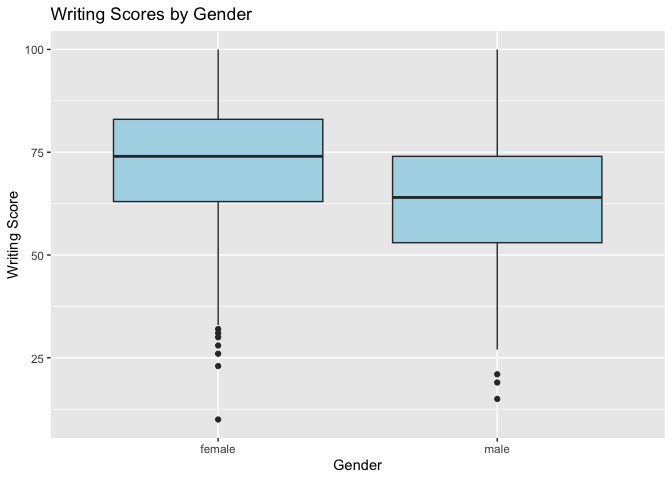 Writing Scores by Gender
100
75
50
25
Writing Score
female
male
Gender